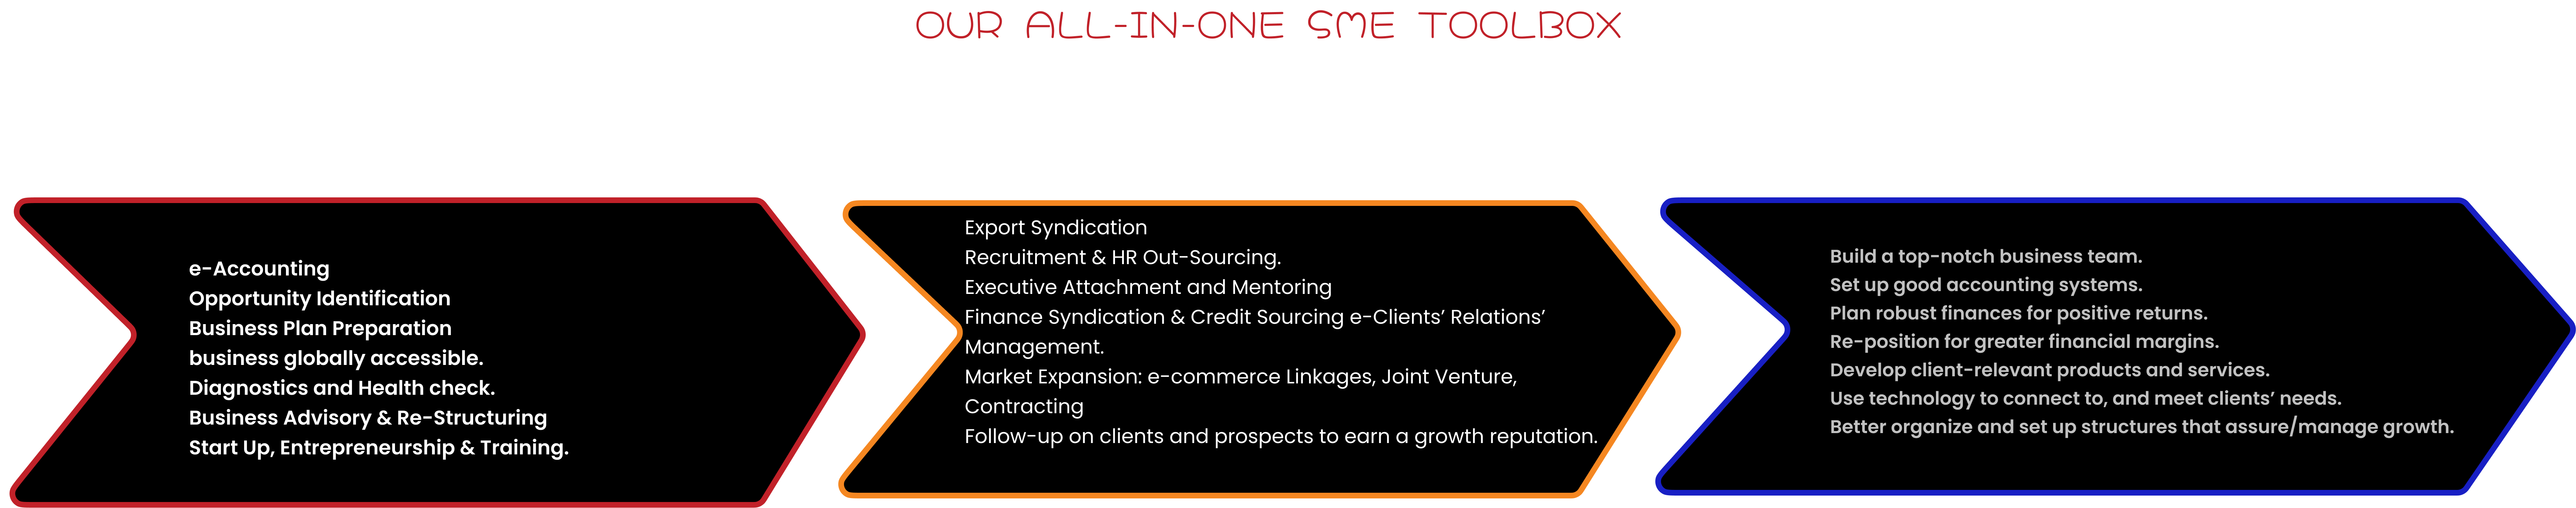 OUR ALL-IN-ONE SME TOOLBOX
e-Accounting
Opportunity Identification
Business Plan Preparation
business globally accessible.
Diagnostics and Health check.
Business Advisory & Re-Structuring
Start Up, Entrepreneurship & Training.
Export Syndication
Recruitment & HR Out-Sourcing.
Executive Attachment and Mentoring
Finance Syndication & Credit Sourcing e-Clients’ Relations’
Management.
Market Expansion: e-commerce Linkages, Joint Venture,
Contracting
Follow-up on clients and prospects to earn a growth reputation.
Build a top-notch business team.
Set up good accounting systems.
Plan robust finances for positive returns.
Re-position for greater financial margins.
Develop client-relevant products and services.
Use technology to connect to, and meet clients’ needs.
Better organize and set up structures that assure/manage growth.